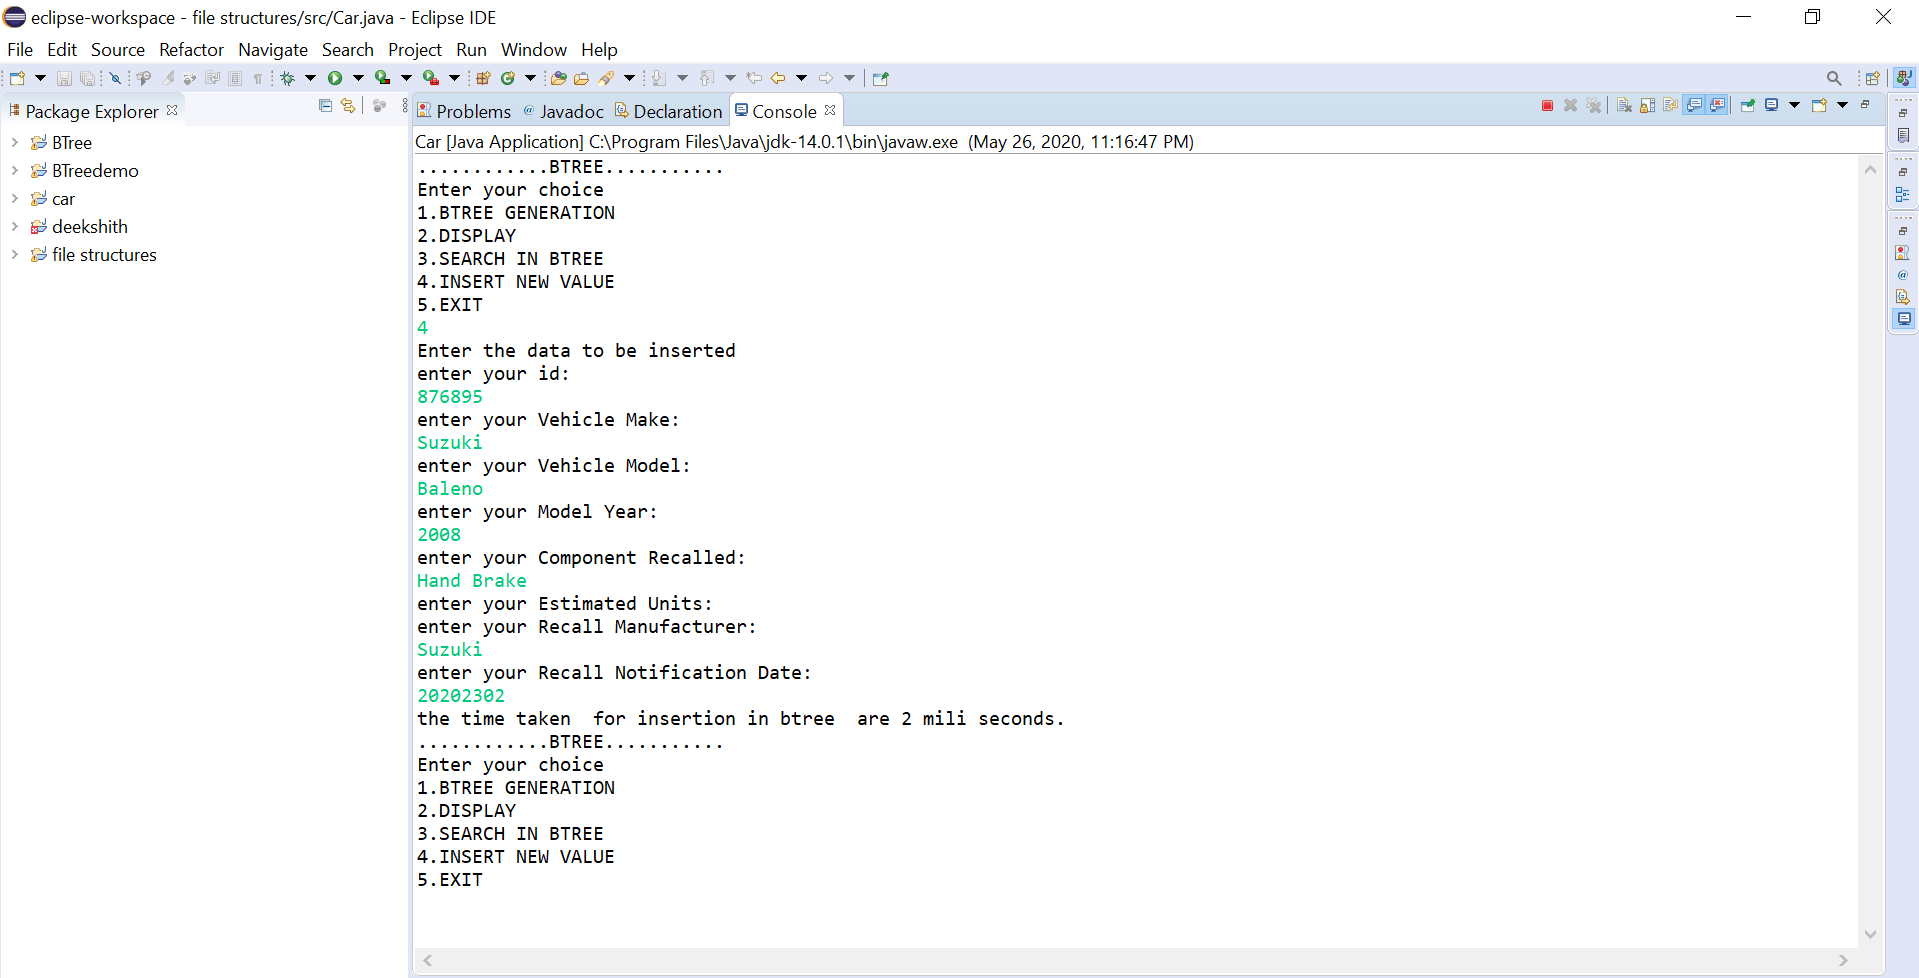 eclipse-workspace - file structures/src/Car.java - Eclipse IDE
File Edit Source Refactor Navigate Search Project Run Window Help
Package Explorer
BTree
BTreedemo
car
deekshith
file structures
Problems @ Javadoc Declaration Console
Car [Java Application] C:\Program Files\Java\jdk-14.0.1\bin\javaw.exe (May 26, 2020, 11:16:47 PM)
............BTREE...........
Enter your choice
1.BTREE GENERATION
2.DISPLAY
3.SEARCH IN BTREE
4.INSERT NEW VALUE
5.EXIT
4
Enter the data to be inserted
enter your id:
876895
enter your Vehicle Make:
Suzuki
enter your Vehicle Model:
Baleno
enter your Model Year:
2008
enter your Component Recalled:
Hand Brake
enter your Estimated Units:
enter your Recall Manufacturer:
Suzuki
enter your Recall Notification Date:
20202302
the time taken  for insertion in btree  are 2 mili seconds.
............BTREE...........
Enter your choice
1.BTREE GENERATION
2.DISPLAY
3.SEARCH IN BTREE
4.INSERT NEW VALUE
5.EXIT